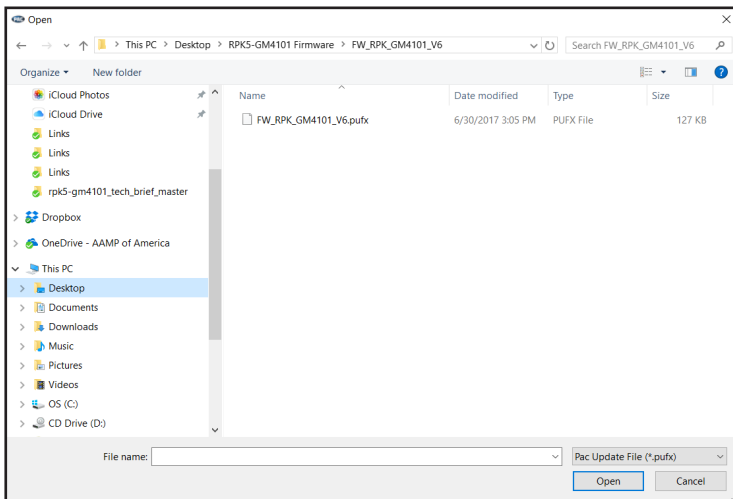 Open
This PC > Desktop > RPK5-GM4101 Firmware > FW_RPK_GM4101_V6
Search FW_RPK_GM4101_V6
Organize
New folder
iCloud Photos
iCloud Drive
Links
Links
Links
rpk5-gm4101_tech_brief_master
Dropbox
OneDrive - AAMP of America
This PC
Desktop
Documents
Downloads
Music
Pictures
Videos
OS (C:)
CD Drive (D:)
Name Date modified Type Size
FW_RPK_GM4101_V6.pufx 6/30/2017 3:05 PM PUFX File 127 KB
File name:
Pac Update File (*.pufx)
Open Cancel